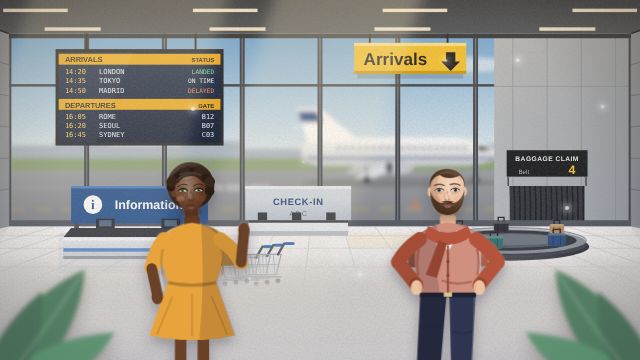 ARRIVALS STATUS
14:20 LONDON LANDED
14:35 TOKYO ON TIME
14:50 MADRID DELAYED
DEPARTURES GATE
16:05 ROME B12
16:20 SEOUL B07
16:45 SYDNEY C03
Arrivals
BAGGAGE CLAIM
Belt 4
i Information
CHECK-IN